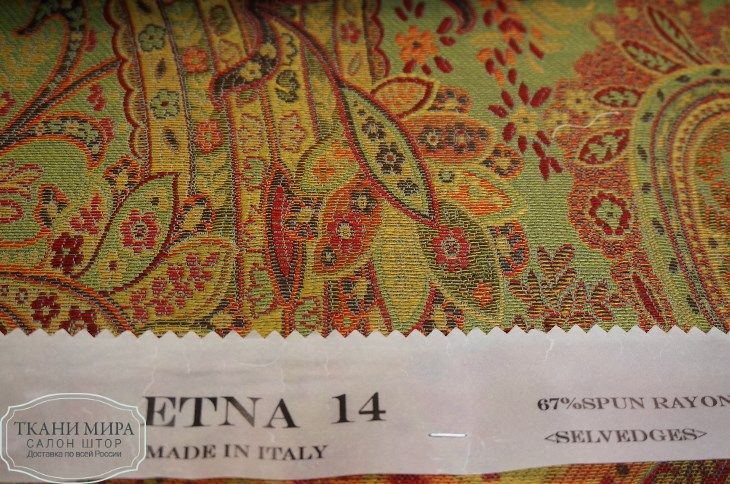 ETNA 14
MADE IN ITALY
67%SPUN RAYON
<SELVEDGES>
ТКАНИ МИРА
САЛОН ШТОР
Доставка по всей России